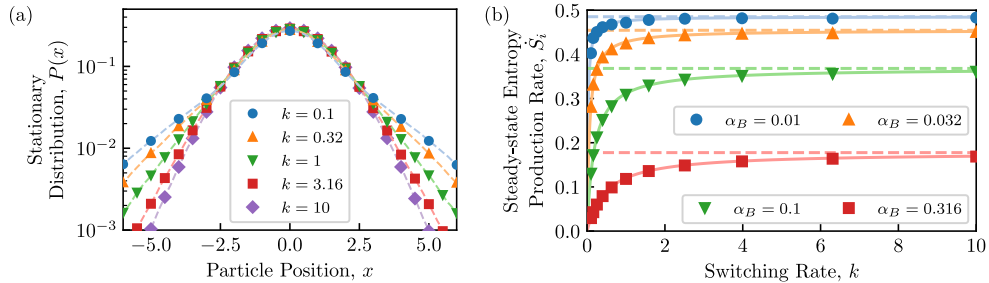 (a)
Stationary
Distribution, P(x)
10⁻¹
10⁻²
10⁻³
k = 0.1
k = 0.32
k = 1
k = 3.16
k = 10
−5.0
−2.5
0.0
2.5
5.0
Particle Position, x
(b)
Steady-state Entropy
Production Rate, Ṡᵢ
0.5
0.4
0.3
0.2
0.1
0.0
α_B = 0.01
α_B = 0.032
α_B = 0.1
α_B = 0.316
0
2
4
6
8
10
Switching Rate, k